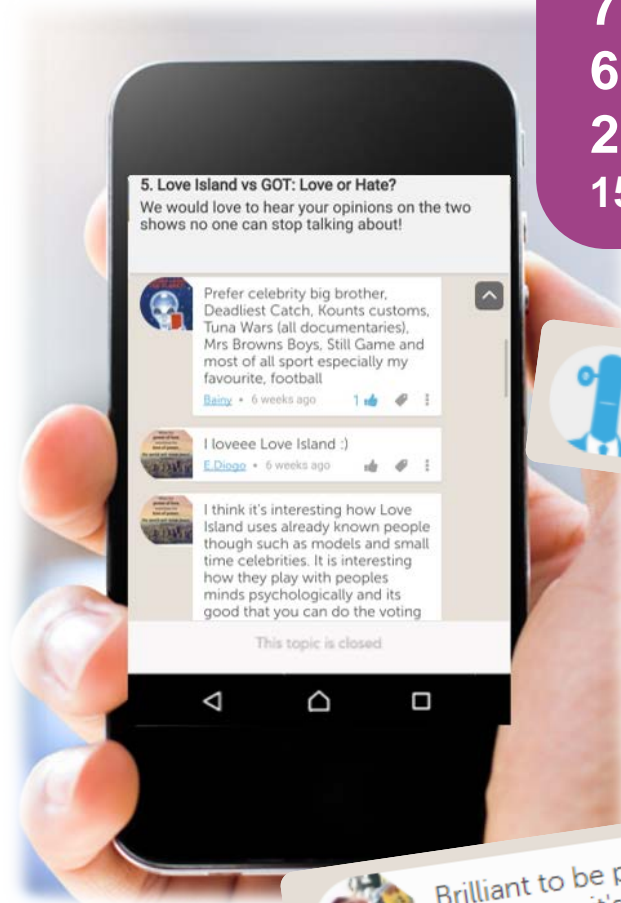 7
6
2
15
5. Love Island vs GOT: Love or Hate?
We would love to hear your opinions on the two
shows no one can stop talking about!
Prefer celebrity big brother,
Deadliest Catch, Kounts customs,
Tuna Wars (all documentaries),
Mrs Browns Boys, Still Game and
most of all sport especially my
favourite, football
Bainy • 6 weeks ago 1
I loveee Love Island :)
E.Diogo • 6 weeks ago
I think it's interesting how Love
Island uses already known people
though such as models and small
time celebrities. It is interesting
how they play with peoples
minds psychologically and its
good that you can do the voting
This topic is closed
Brilliant to be
it's